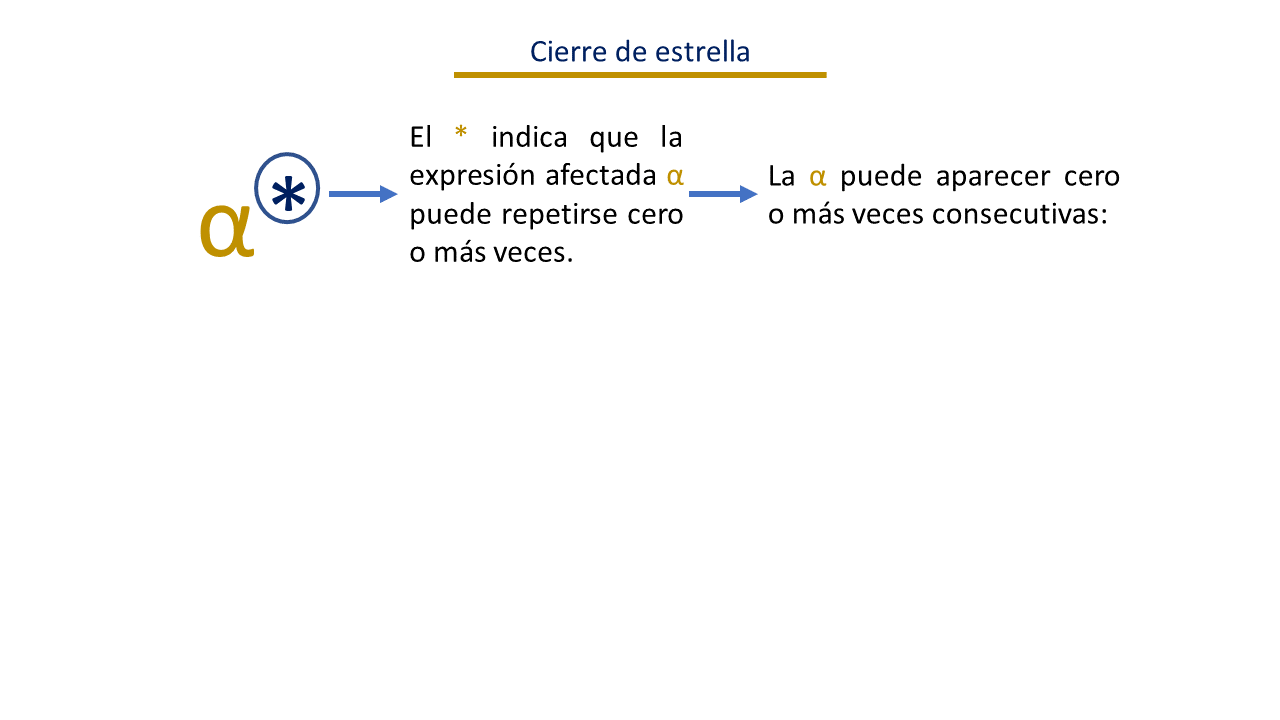 Cierre de estrella
α*
El * indica que la
expresión afectada α
puede repetirse cero
o más veces.
La α puede aparecer cero
o más veces consecutivas: